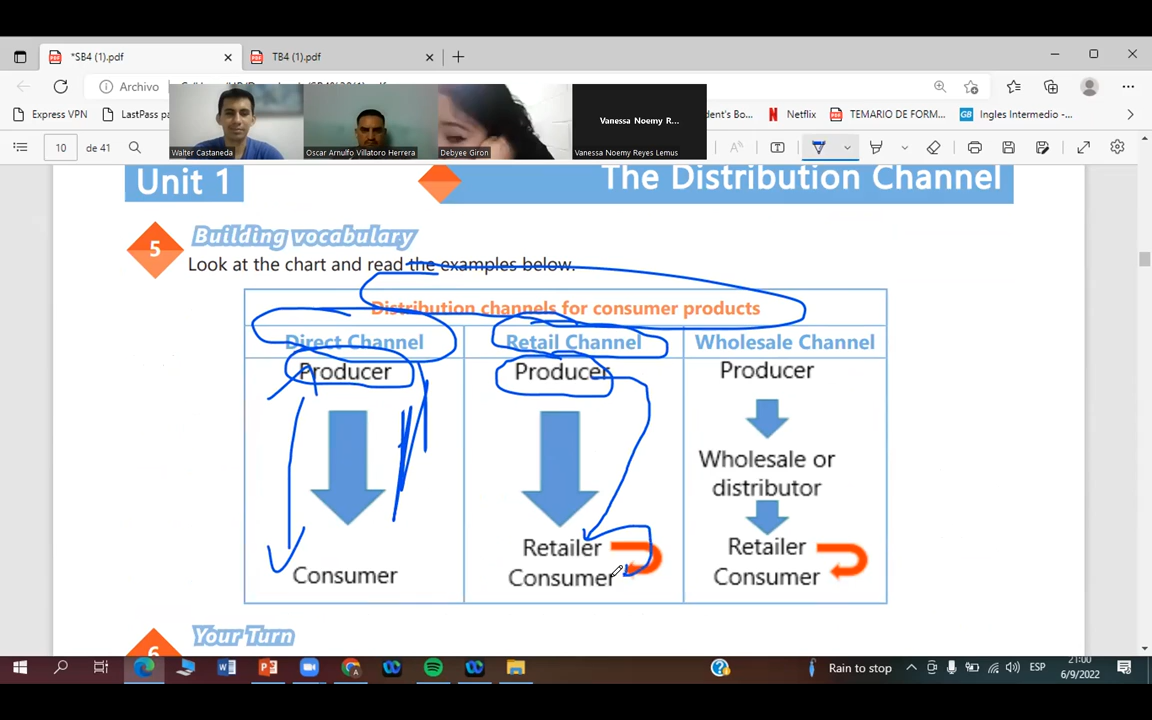 *SB4 (1).pdf
TB4 (1).pdf
Archivo
Express VPN
LastPass pa
Netflix
TEMARIO DE FORM...
Ingles Intermedio -...
Walter Castaneda
Oscar Arnulfo Villatoro Herrera
Debyee Giron
Vanessa Noemy R...
Vanessa Noemy Reyes Lemus
10
de 41
Unit 1
The Distribution Channel
5
Building vocabulary
Look at the chart and read the examples below.
Distribution channels for consumer products
Direct Channel
Retail Channel
Wholesale Channel
Producer
Producer
Producer
Wholesale or
distributor
Retailer
Retailer
Consumer
Consumer
Consumer
6
Your Turn
Rain to stop
ESP
21:00
6/9/2022